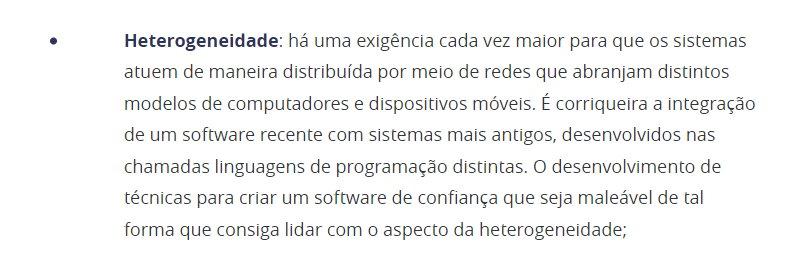 • Heterogeneidade: há uma exigência cada vez maior para que os sistemas
atuem de maneira distribuída por meio de redes que abranjam distintos
modelos de computadores e dispositivos móveis. É corriqueira a integração
de um software recente com sistemas mais antigos, desenvolvidos nas
chamadas linguagens de programação distintas. O desenvolvimento de
técnicas para criar um software de confiança que seja maleável de tal
forma que consiga lidar com o aspecto da heterogeneidade;